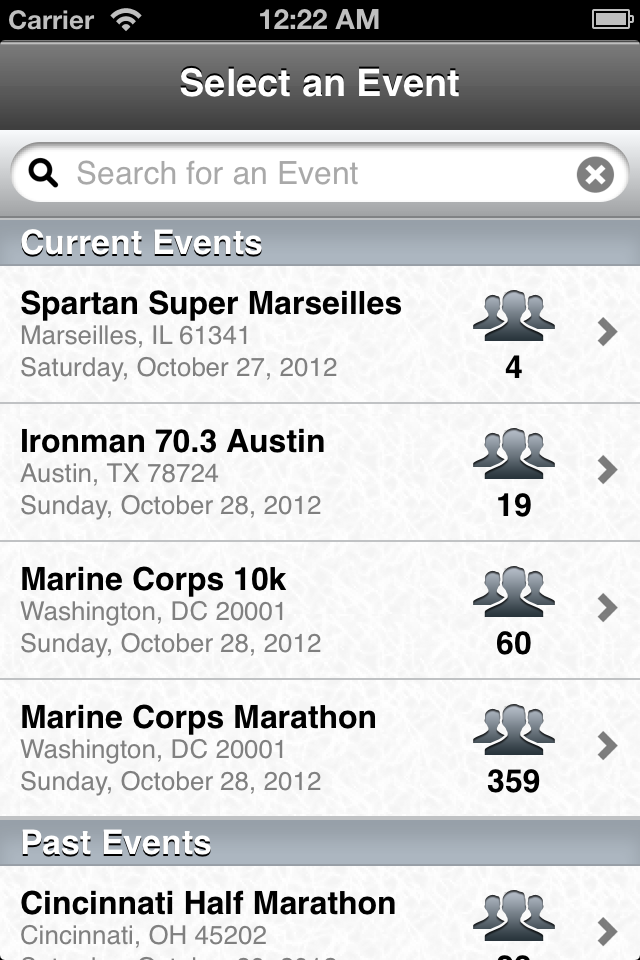 Carrier 12:22 AM
Select an Event
Search for an Event
Current Events
Spartan Super Marseilles
Marseilles, IL 61341
Saturday, October 27, 2012
4
Ironman 70.3 Austin
Austin, TX 78724
Sunday, October 28, 2012
19
Marine Corps 10k
Washington, DC 20001
Sunday, October 28, 2012
60
Marine Corps Marathon
Washington, DC 20001
Sunday, October 28, 2012
359
Past Events
Cincinnati Half Marathon
Cincinnati, OH 45202